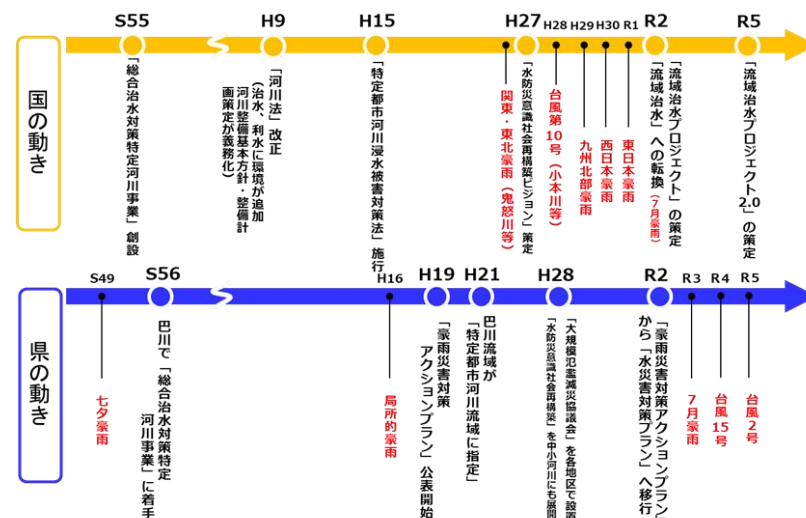 国の動き
S55
H9
H15
H27
H28
H29
H30
R1
R2
R5
「総合治水対策特定河川事業」創設
「河川法」改正
(治水、利水に環境が追加
河川整備基本方針・整備計
画策定が義務化)
「特定都市河川浸水被害対策法」施行
関東・東北豪雨(鬼怒川等)
「水防災意識社会再構築ビジョン」策定
台風第10号(小本川等)
九州北部豪雨
西日本豪雨
東日本豪雨
「流域治水プロジェクト」の策定
「流域治水」への転換(7月豪雨)
「流域治水プロジェクト2.0」の策定
県の動き
S49
S56
H16
H19
H21
H28
R2
R3
R4
R5
七夕豪雨
巴川で「総合治水対策特定
河川事業」に着手
局所的豪雨
「豪雨災害対策
アクションプラン」公表開始
巴川流域が
「特定都市河川流域に指定」
「大規模氾濫減災協議会」を各地区で設置
「水防災意識社会再構築」を中小河川にも展開
「豪雨災害対策アクションプラン」
から「水災害対策プラン」へ移行
7月豪雨
台風15号
台風2号